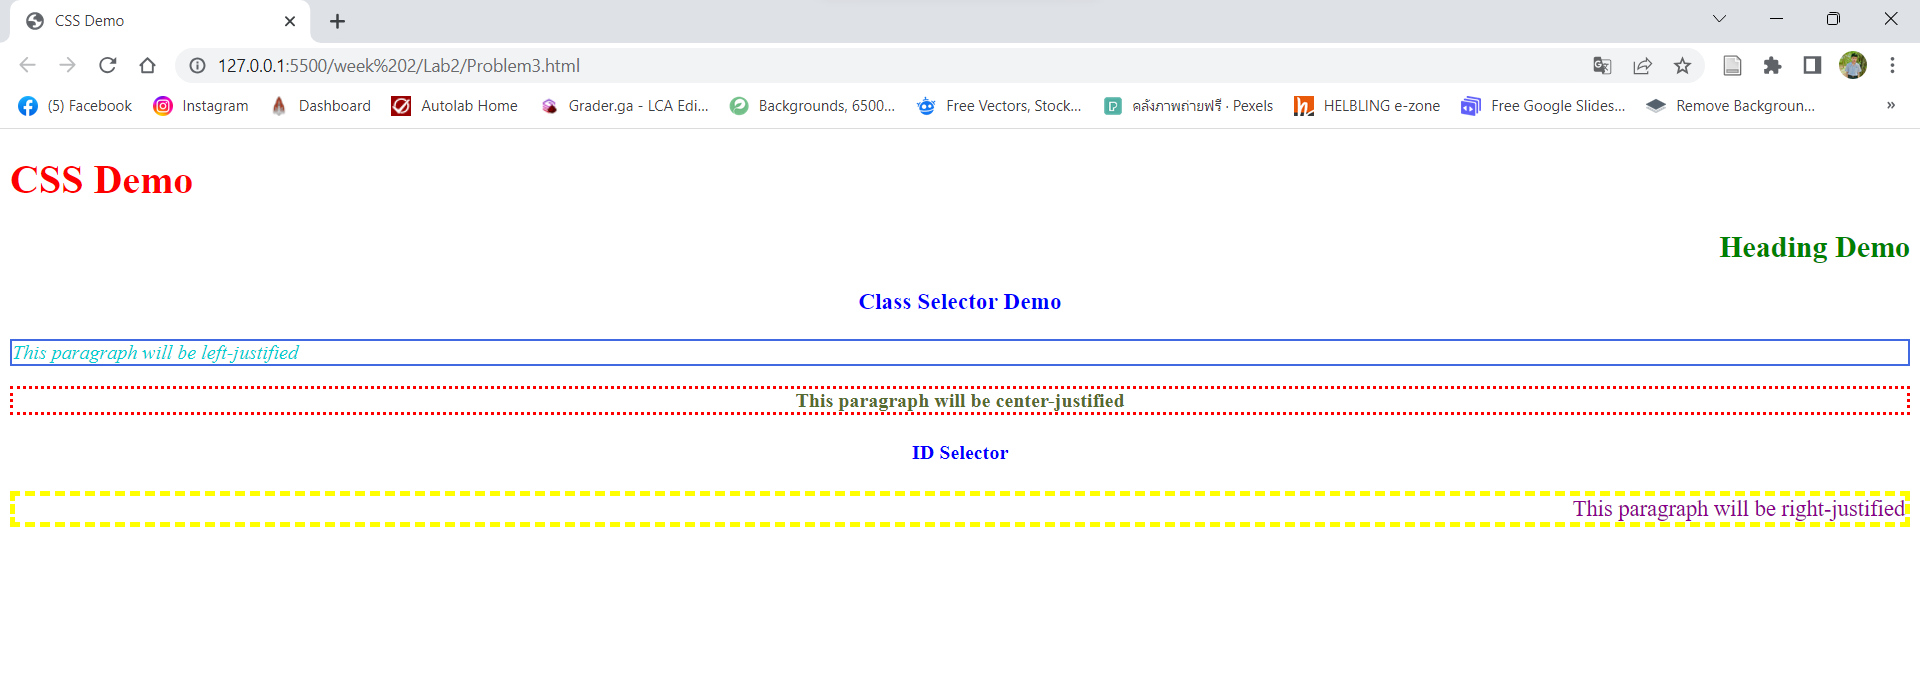 CSS Demo
127.0.0.1:5500/week%202/Lab2/Problem3.html
(5) Facebook Instagram Dashboard Autolab Home Grader.ga - LCA Edi... Backgrounds, 6500... Free Vectors, Stock... คลังภาพถ่ายฟรี · Pexels HELBLING e-zone Free Google Slides... Remove Backgroun... »
CSS Demo
Heading Demo
Class Selector Demo
This paragraph will be left-justified
This paragraph will be center-justified
ID Selector
This paragraph will be right-justified